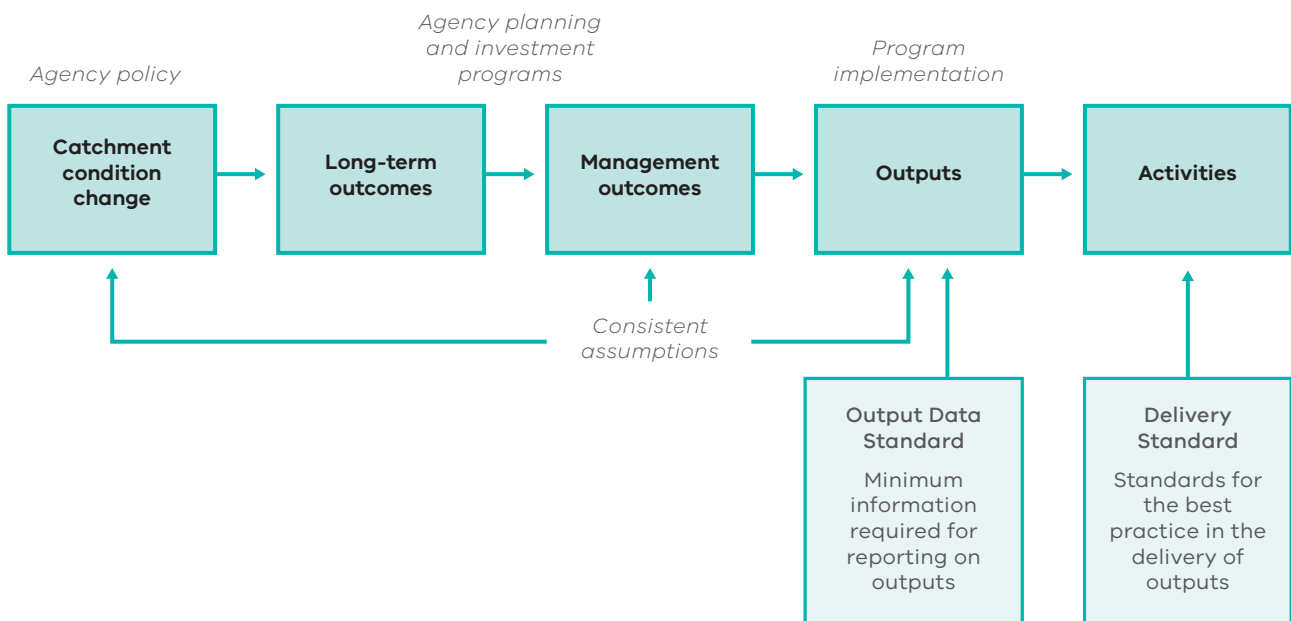 Agency policy
Agency planning
and investment
programs
Program
implementation
Catchment
condition
change
Long-term
outcomes
Management
outcomes
Outputs
Activities
Consistent
assumptions
Output Data
Standard
Minimum
information
required for
reporting on
outputs
Delivery
Standard
Standards for
the best
practice in the
delivery of
outputs